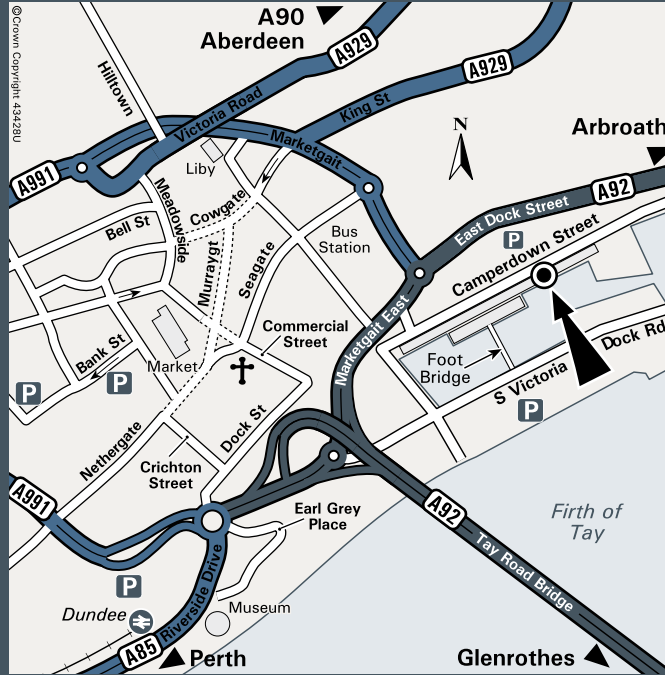 ©Crown Copyright 43428U
A90
Aberdeen
A929
A929
Hilltown
Victoria Road
King St
Marketgait
N
Arbroath
A991
Liby
A92
Meadowside
Cowgate
East Dock Street
Bell St
Bus
Station
P
Camperdown Street
Murraygt
Seagate
Marketgait East
Commercial
Street
Bank St
Market
Foot
Bridge
Dock Rd
S Victoria
P
P
P
Dock St
Nethergate
Crichton
Street
A991
Earl Grey
Place
A92
Firth of
Tay
Tay Road Bridge
P
Riverside Drive
Dundee
Museum
A85
Perth
Glenrothes